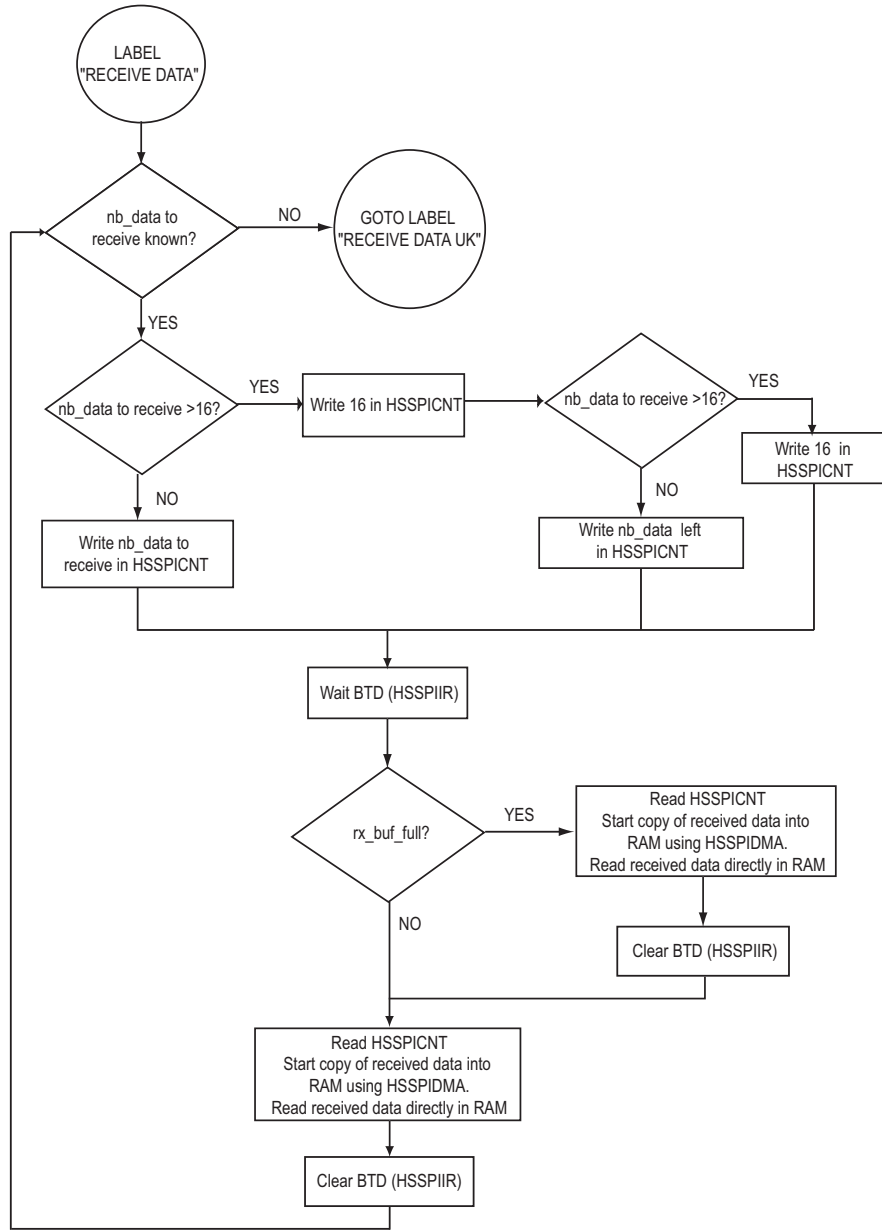 LABEL
"RECEIVE DATA"
nb_data to
receive known?
NO
GOTO LABEL
"RECEIVE DATA UK"
YES
nb_data to receive >16?
YES
Write 16 in HSSPICNT
nb_data to receive >16?
YES
Write 16 in
HSSPICNT
NO
Write nb_data to
receive in HSSPICNT
NO
Write nb_data left
in HSSPICNT
Wait BTD (HSSPIIR)
rx_buf_full?
YES
Read HSSPICNT
Start copy of received data into
RAM using HSSPIDMA.
Read received data directly in RAM
NO
Clear BTD (HSSPIIR)
Read HSSPICNT
Start copy of received data into
RAM using HSSPIDMA.
Read received data directly in RAM
Clear BTD (HSSPIIR)